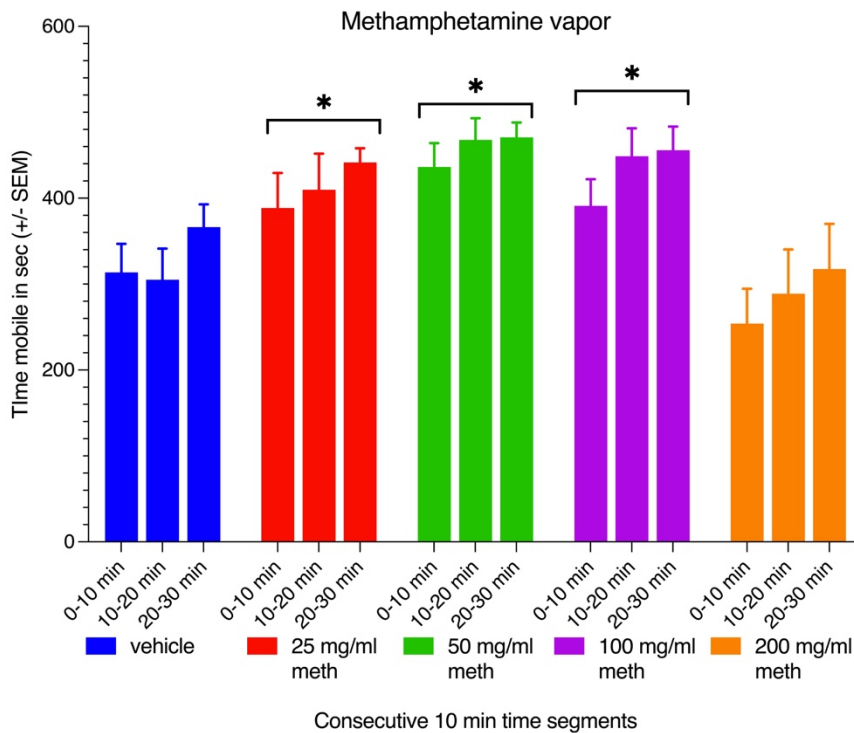 Methamphetamine vapor
600
400
200
0
TIme mobile in sec (+/- SEM)
*
*
*
0-10 min
10-20 min
20-30 min
0-10 min
10-20 min
20-30 min
0-10 min
10-20 min
20-30 min
0-10 min
10-20 min
20-30 min
0-10 min
10-20 min
20-30 min
vehicle
25 mg/ml
meth
50 mg/ml
meth
100 mg/ml
meth
200 mg/ml
meth
Consecutive 10 min time segments